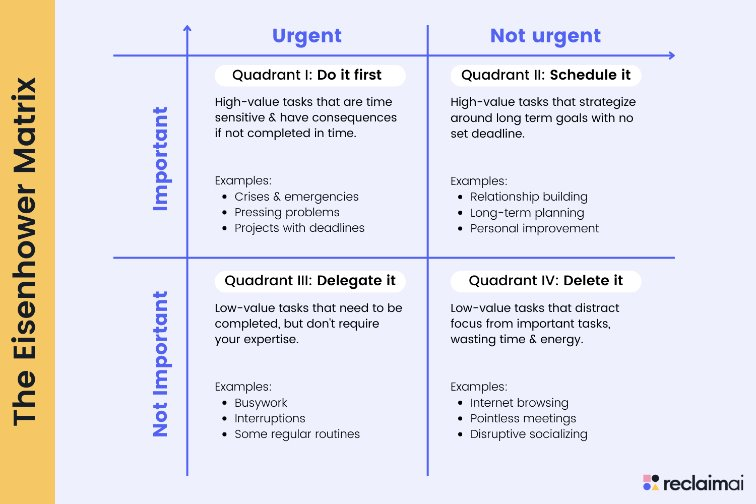 The Eisenhower Matrix
Urgent
Not urgent
Important
Quadrant I: Do it first
High-value tasks that are time
sensitive & have consequences
if not completed in time.
Examples:
• Crises & emergencies
• Pressing problems
• Projects with deadlines
Quadrant II: Schedule it
High-value tasks that strategize
around long term goals with no
set deadline.
Examples:
• Relationship building
• Long-term planning
• Personal improvement
Not Important
Quadrant III: Delegate it
Low-value tasks that need to be
completed, but don't require
your expertise.
Examples:
• Busywork
• Interruptions
• Some regular routines
Quadrant IV: Delete it
Low-value tasks that distract
focus from important tasks,
wasting time & energy.
Examples:
• Internet browsing
• Pointless meetings
• Disruptive socializing
reclaimai